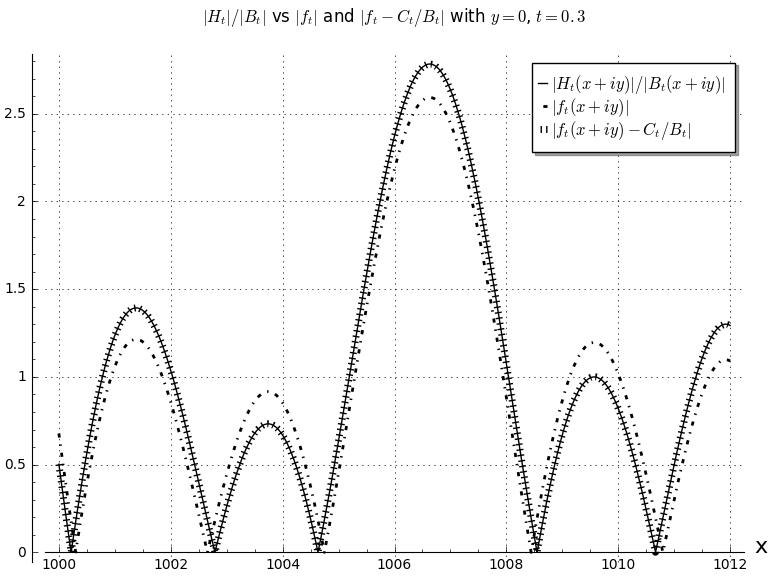 |H_t|/|B_t| vs |f_t| and |f_t − C_t/B_t| with y = 0, t = 0.3
|H_t(x + iy)|/|B_t(x + iy)|
|f_t(x + iy)|
|f_t(x + iy) − C_t/B_t|
2.5
2
1.5
1
0.5
0
1000 1002 1004 1006 1008 1010 1012
x